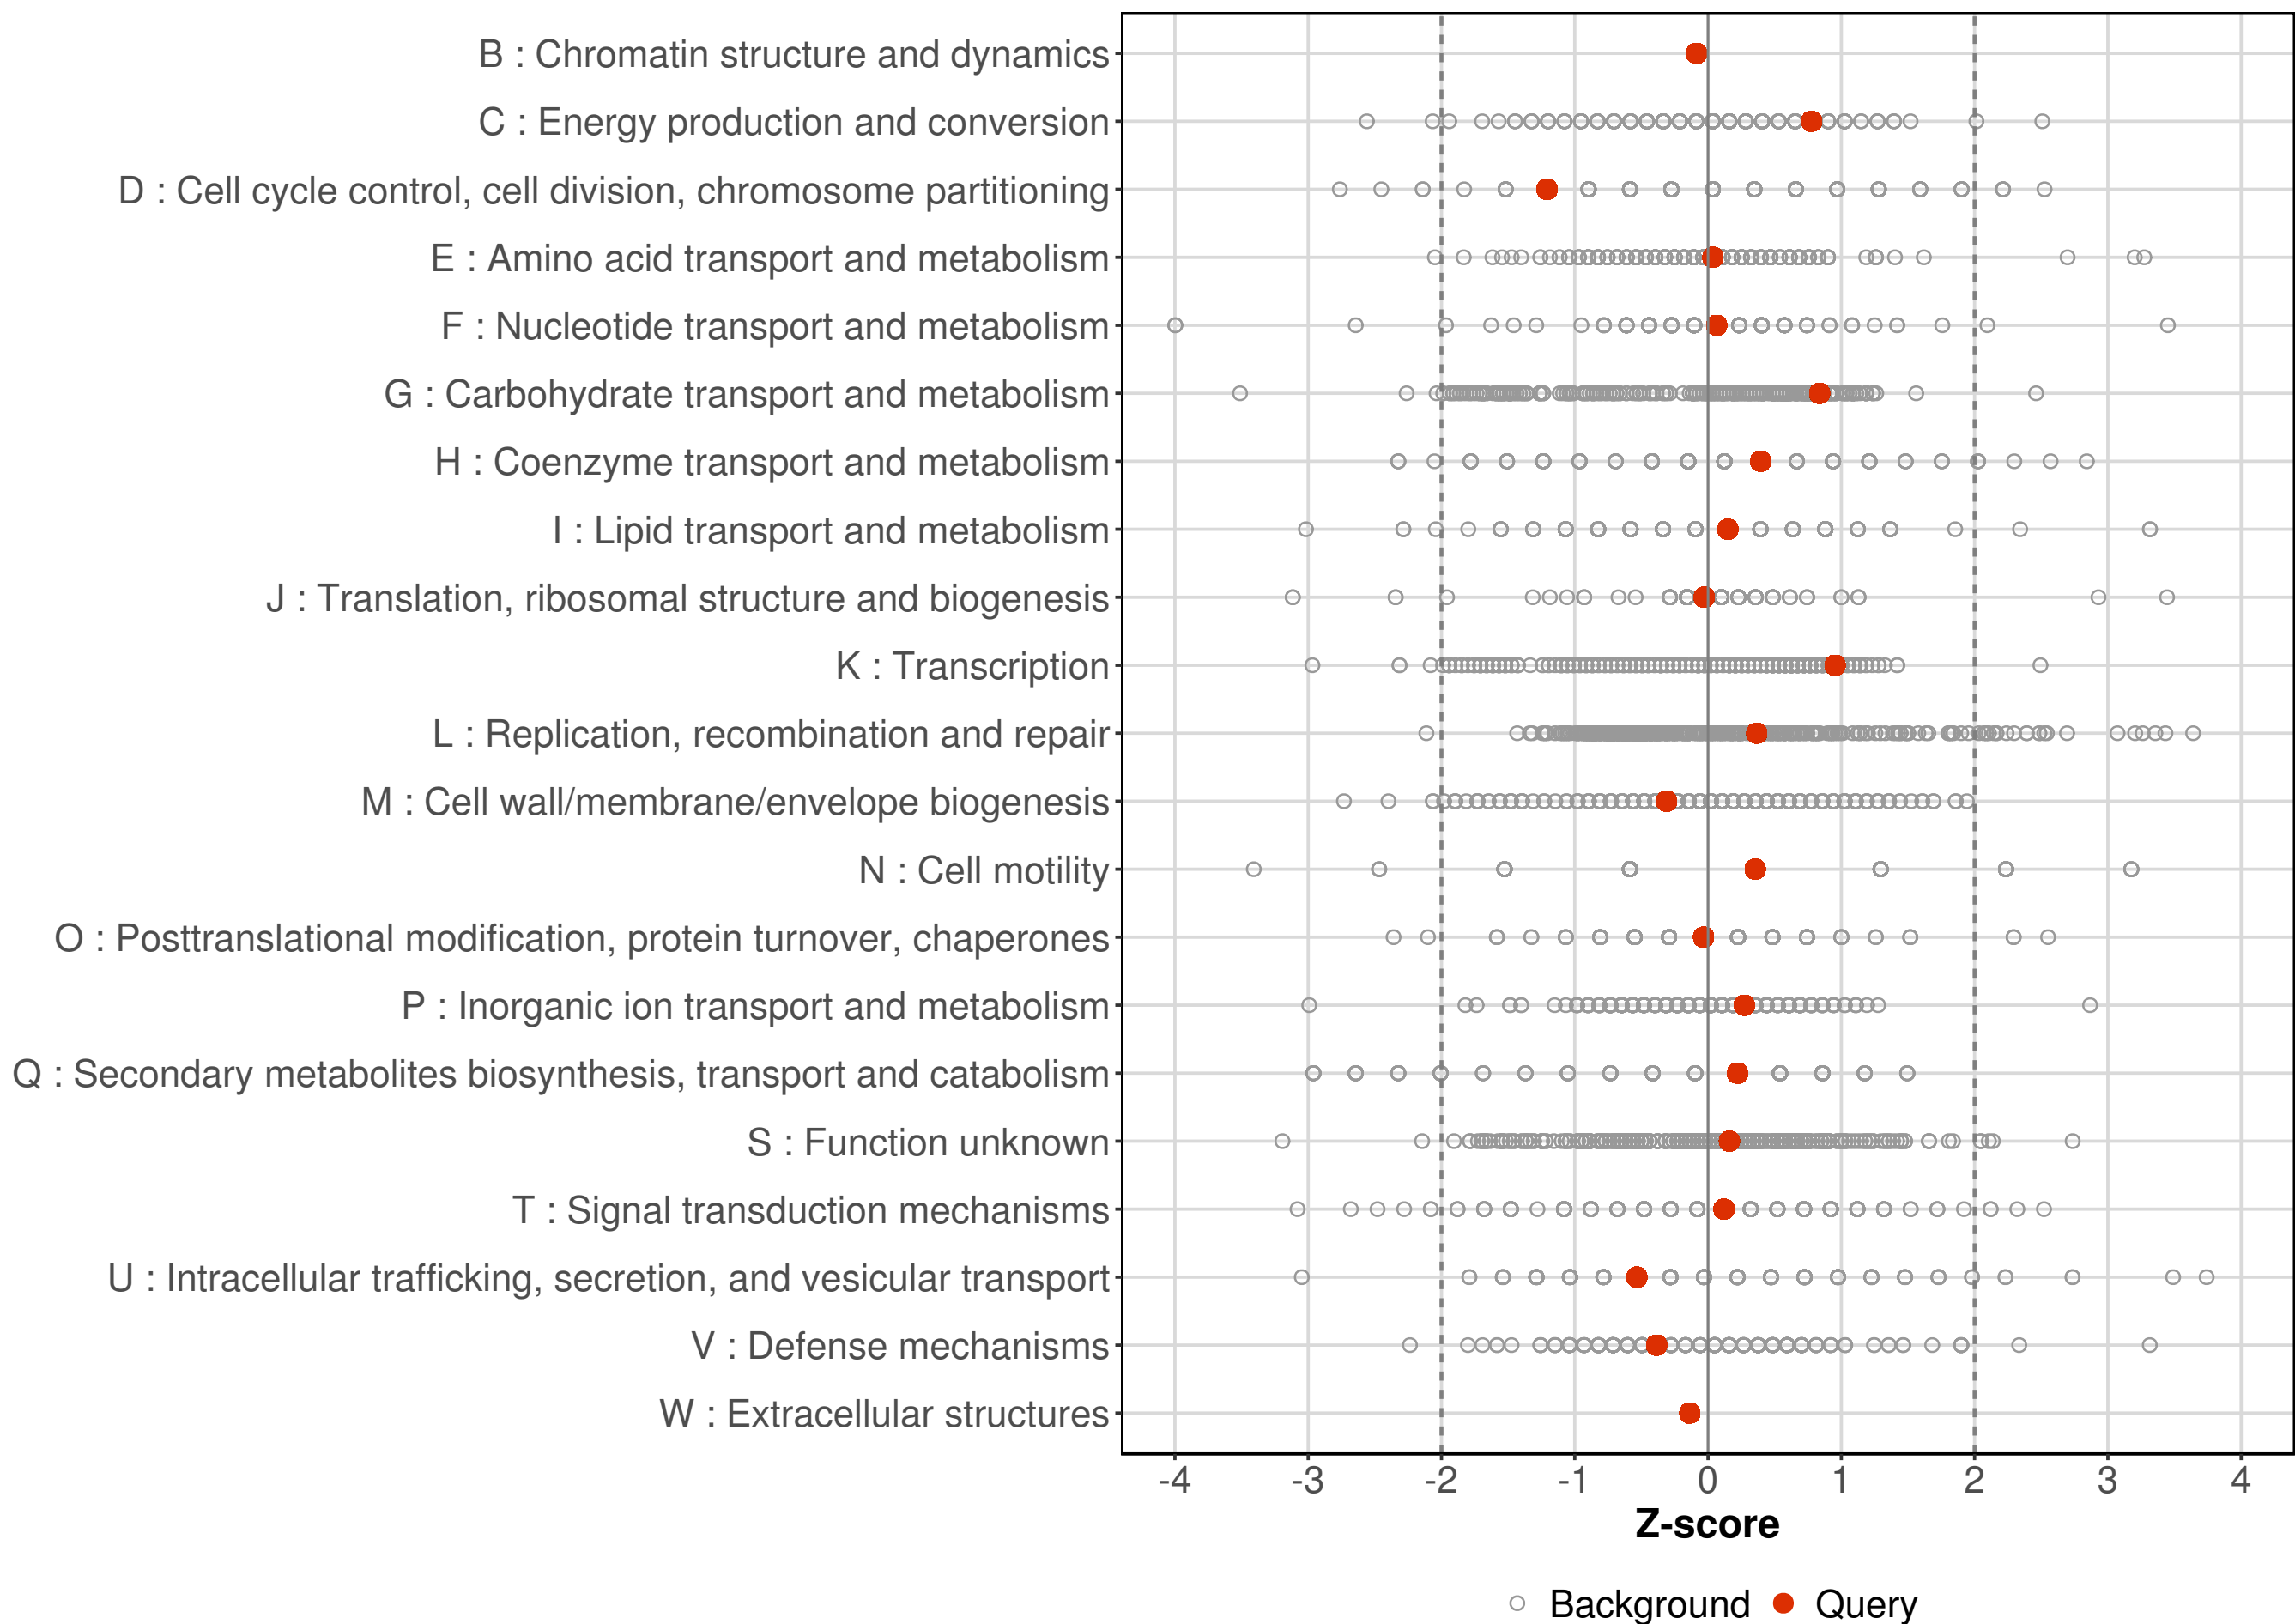 B : Chromatin structure and dynamics
C : Energy production and conversion
D : Cell cycle control, cell division, chromosome partitioning
E : Amino acid transport and metabolism
F : Nucleotide transport and metabolism
G : Carbohydrate transport and metabolism
H : Coenzyme transport and metabolism
I : Lipid transport and metabolism
J : Translation, ribosomal structure and biogenesis
K : Transcription
L : Replication, recombination and repair
M : Cell wall/membrane/envelope biogenesis
N : Cell motility
O : Posttranslational modification, protein turnover, chaperones
P : Inorganic ion transport and metabolism
Q : Secondary metabolites biosynthesis, transport and catabolism
S : Function unknown
T : Signal transduction mechanisms
U : Intracellular trafficking, secretion, and vesicular transport
V : Defense mechanisms
W : Extracellular structures
-4 -3 -2 -1 0 1 2 3 4
Z-score
Background Query